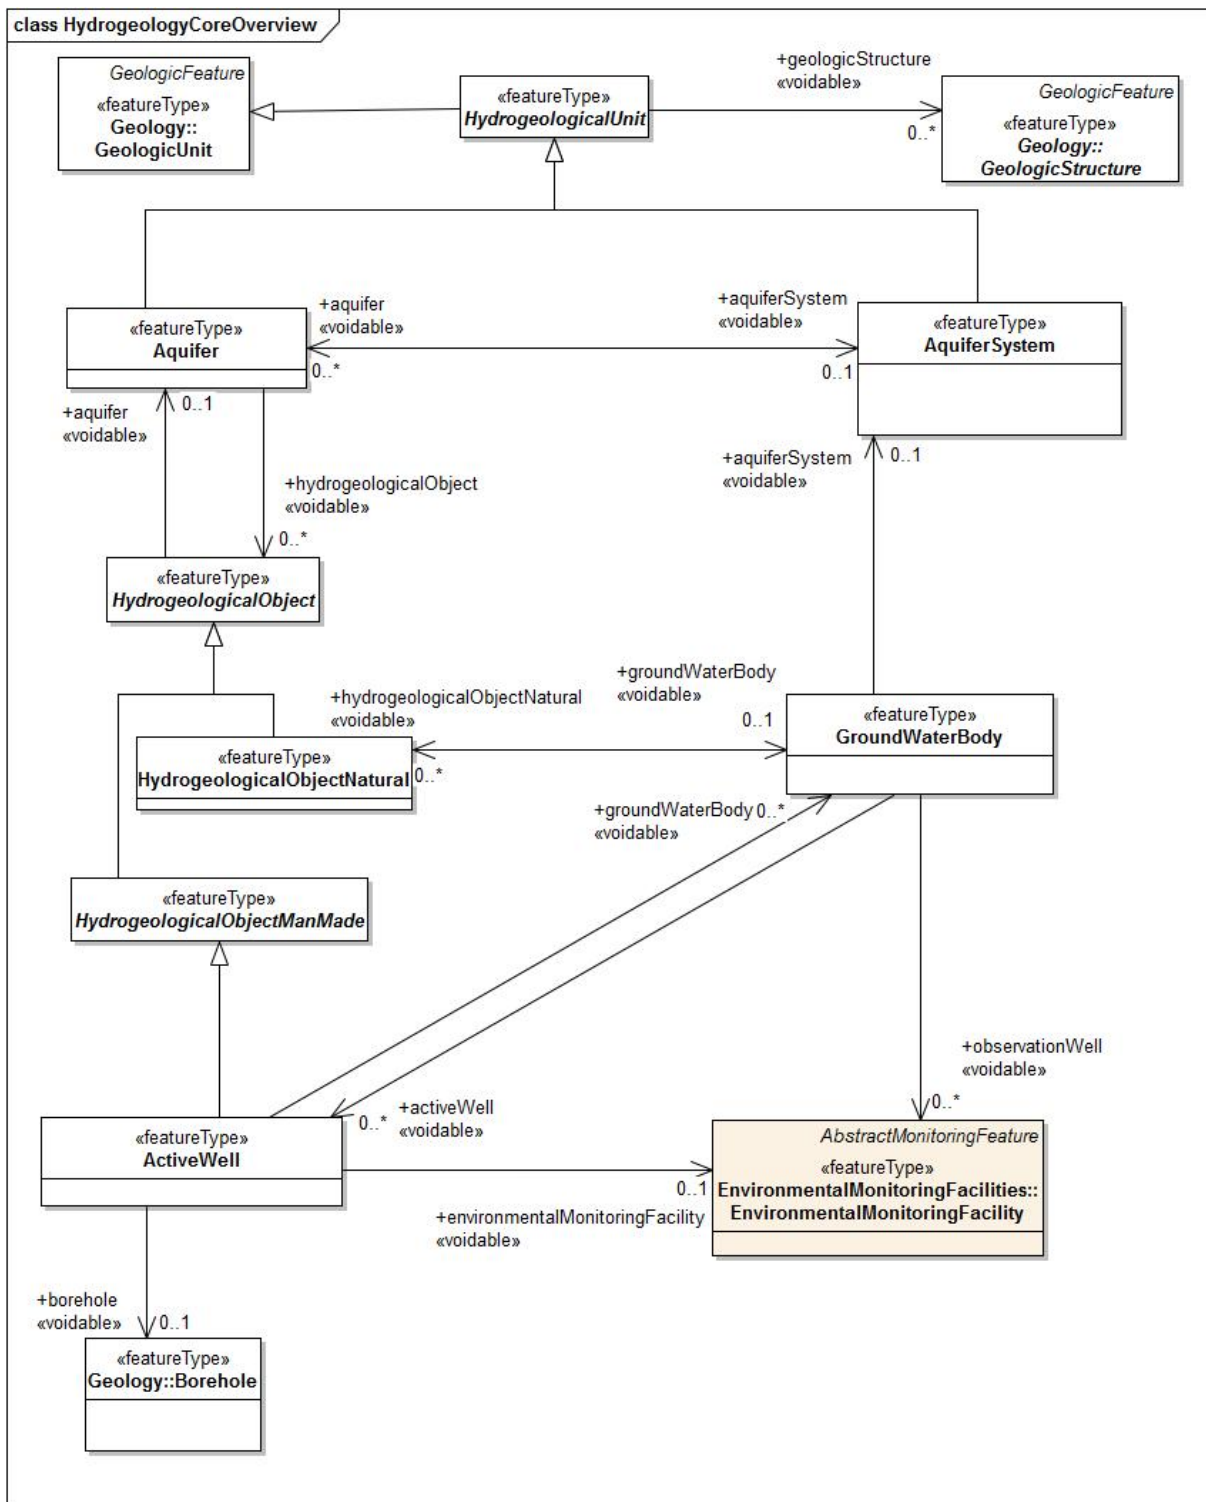 class HydrogeologyCoreOverview
GeologicFeature
«featureType»
Geology::
GeologicUnit
«featureType»
HydrogeologicalUnit
+geologicStructure
«voidable»
0..*
GeologicFeature
«featureType»
Geology::
GeologicStructure
«featureType»
Aquifer
+aquifer
«voidable»
0..*
+aquiferSystem
«voidable»
0..1
«featureType»
AquiferSystem
+aquifer
«voidable»
0..1
+hydrogeologicalObject
«voidable»
0..*
+aquiferSystem
«voidable»
0..1
«featureType»
HydrogeologicalObject
+hydrogeologicalObjectNatural
«voidable»
0..*
+groundWaterBody
«voidable»
0..1
«featureType»
GroundWaterBody
«featureType»
HydrogeologicalObjectNatural
+groundWaterBody
«voidable»
0..*
«featureType»
HydrogeologicalObjectManMade
+observationWell
«voidable»
0..*
0..*
+activeWell
«voidable»
«featureType»
ActiveWell
0..1
+environmentalMonitoringFacility
«voidable»
AbstractMonitoringFeature
«featureType»
EnvironmentalMonitoringFacilities::
EnvironmentalMonitoringFacility
+borehole
«voidable»
0..1
«featureType»
Geology::Borehole